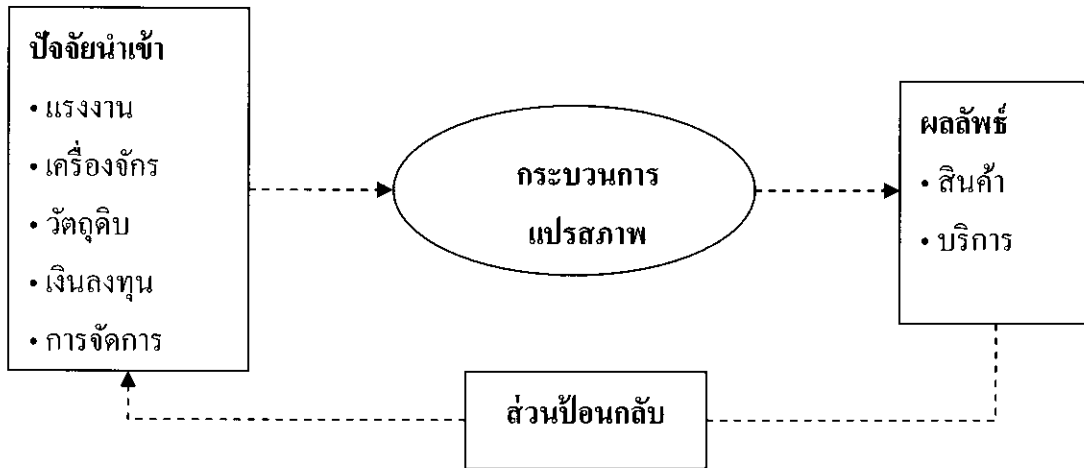 ปัจจัยนำเข้า
• แรงงาน
• เครื่องจักร
• วัตถุดิบ
• เงินลงทุน
• การจัดการ
กระบวนการ
แปรสภาพ
ผลลัพธ์
• สินค้า
• บริการ
ส่วนป้อนกลับ